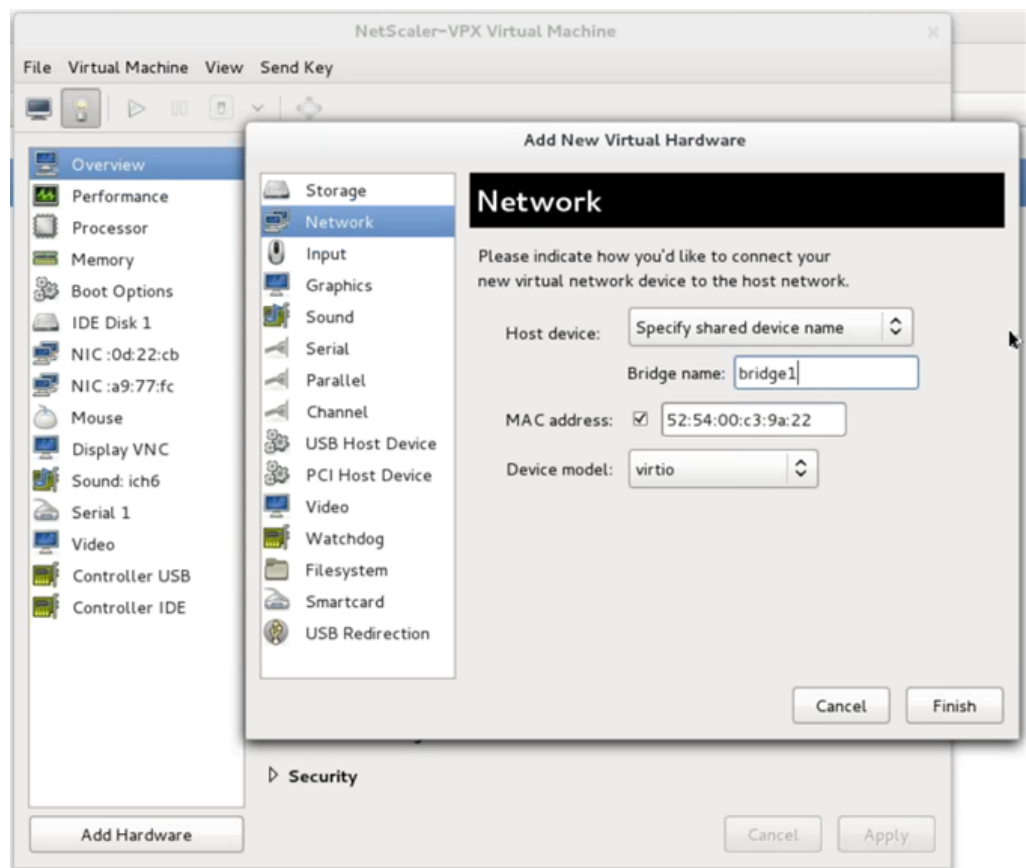 NetScaler-VPX Virtual Machine
File Virtual Machine View Send Key
Overview
Performance
Processor
Memory
Boot Options
IDE Disk 1
NIC :0d:22:cb
NIC :a9:77:fc
Mouse
Display VNC
Sound: ich6
Serial 1
Video
Controller USB
Controller IDE
Add Hardware
Add New Virtual Hardware
Storage
Network
Input
Graphics
Sound
Serial
Parallel
Channel
USB Host Device
PCI Host Device
Video
Watchdog
Filesystem
Smartcard
USB Redirection
Network
Please indicate how you'd like to connect your
new virtual network device to the host network.
Host device: Specify shared device name
Bridge name: bridge1
MAC address: 52:54:00:c3:9a:22
Device model: virtio
Cancel Finish
Security
Cancel Apply